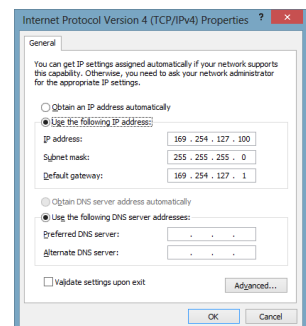 Internet Protocol Version 4 (TCP/IPv4) Properties ? ×
General
You can get IP settings assigned automatically if your network supports
this capability. Otherwise, you need to ask your network administrator
for the appropriate IP settings.
Obtain an IP address automatically
Use the following IP address:
IP address: 169 . 254 . 127 . 100
Subnet mask: 255 . 255 . 255 . 0
Default gateway: 169 . 254 . 127 . 1
Obtain DNS server address automatically
Use the following DNS server addresses:
Preferred DNS server: . . .
Alternate DNS server: . . .
Validate settings upon exit
Advanced...
OK Cancel